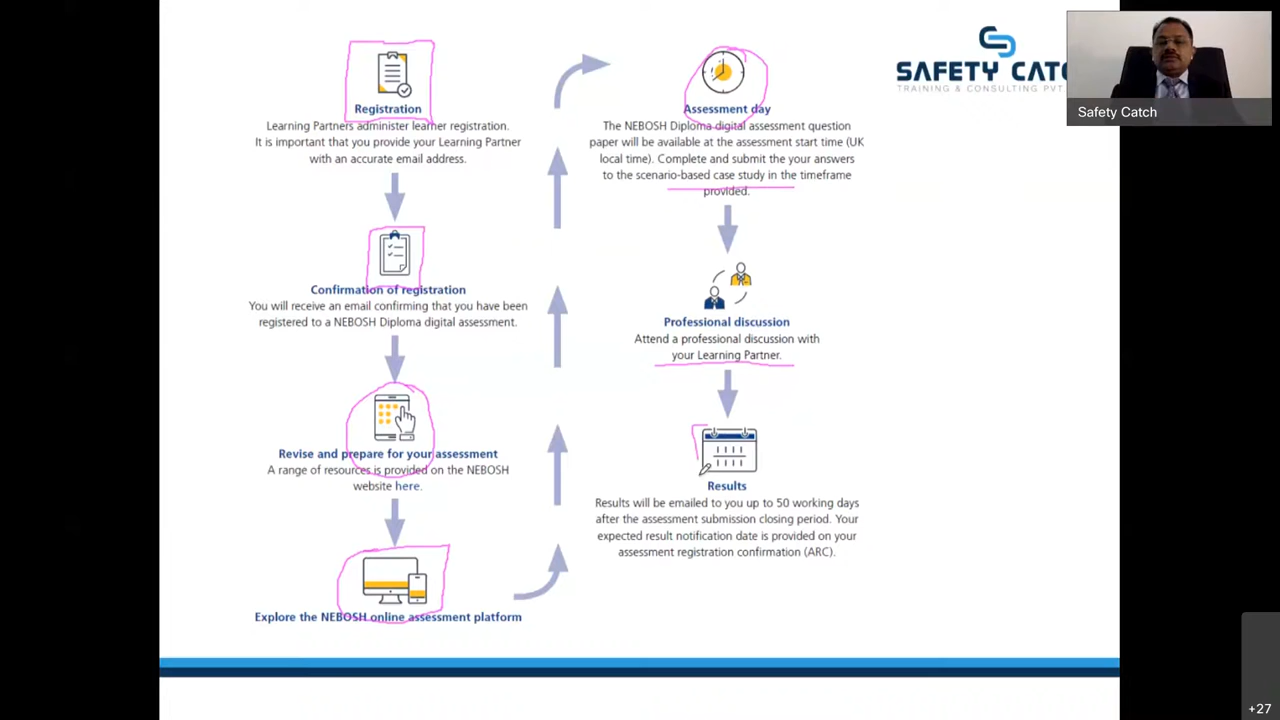 Registration
Learning Partners administer learner registration.
It is important that you provide your Learning Partner
with an accurate email address.
Confirmation of registration
You will receive an email confirming that you have been
registered to a NEBOSH Diploma digital assessment.
Revise and prepare for your assessment
A range of resources is provided on the NEBOSH
website here.
Explore the NEBOSH online assessment platform
Assessment day
The NEBOSH Diploma digital assessment question
paper will be available at the assessment start time (UK
local time). Complete and submit the your answers
to the scenario-based case study in the timeframe
provided.
Professional discussion
Attend a professional discussion with
your Learning Partner.
Results
Results will be emailed to you up to 50 working days
after the assessment submission closing period. Your
expected result notification date is provided on your
assessment registration confirmation (ARC).
SAFETY CATC
TRAINING & CONSULTING PVT.
Safety Catch
+27